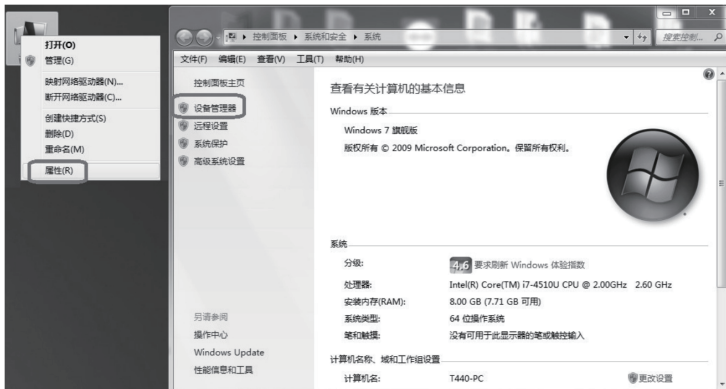 打开(O)
管理(G)
映射网络驱动器(N)...
断开网络驱动器(C)...
创建快捷方式(S)
删除(D)
重命名(M)
属性(R)
控制面板 ▸ 系统和安全 ▸ 系统
搜索控制...
文件(F) 编辑(E) 查看(V) 工具(T) 帮助(H)
控制面板主页
设备管理器
远程设置
系统保护
高级系统设置
另请参阅
操作中心
Windows Update
性能信息和工具
查看有关计算机的基本信息
Windows 版本
Windows 7 旗舰版
版权所有 © 2009 Microsoft Corporation。保留所有权利。
系统
分级: 4.6 要求刷新 Windows 体验指数
处理器: Intel(R) Core(TM) i7-4510U CPU @ 2.00GHz 2.60 GHz
安装内存(RAM): 8.00 GB (7.71 GB 可用)
系统类型: 64 位操作系统
笔和触摸: 没有可用于此显示器的笔或触控输入
计算机名称、域和工作组设置
计算机名: T440-PC 更改设置